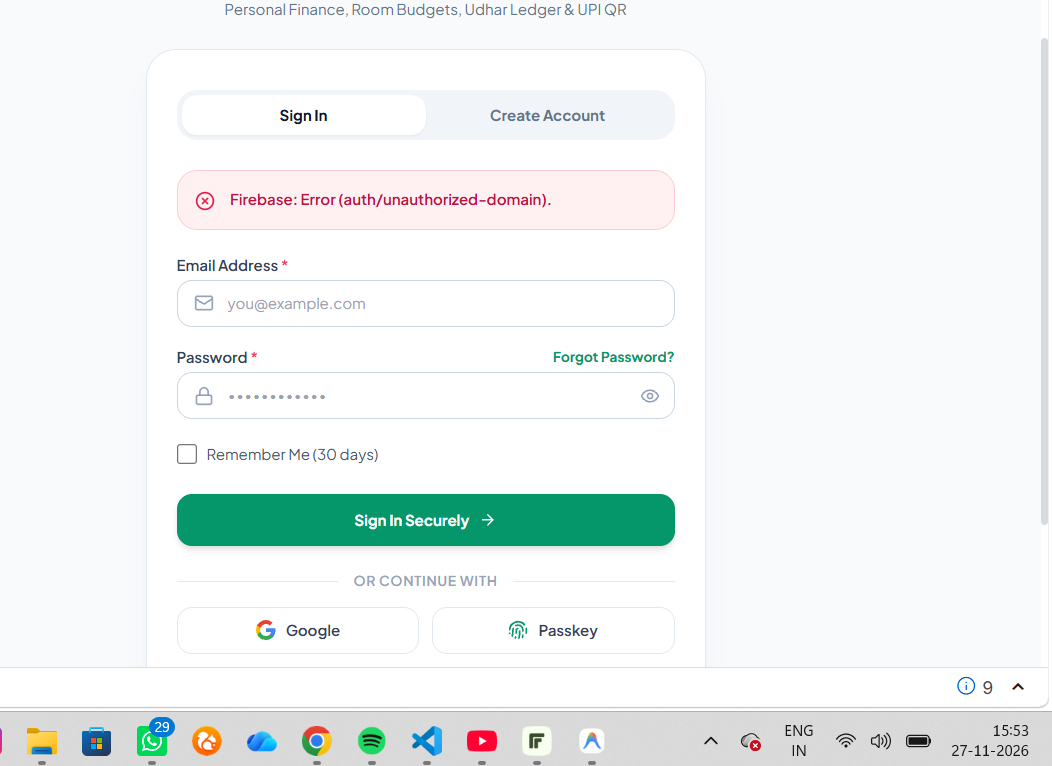 Personal Finance, Room Budgets, Udhar Ledger & UPI QR
Sign In
Create Account
Firebase: Error (auth/unauthorized-domain).
Email Address *
you@example.com
Password *
Forgot Password?
Remember Me (30 days)
Sign In Securely →
OR CONTINUE WITH
Google
Passkey
9
29
ENG
IN
15:53
27-11-2026